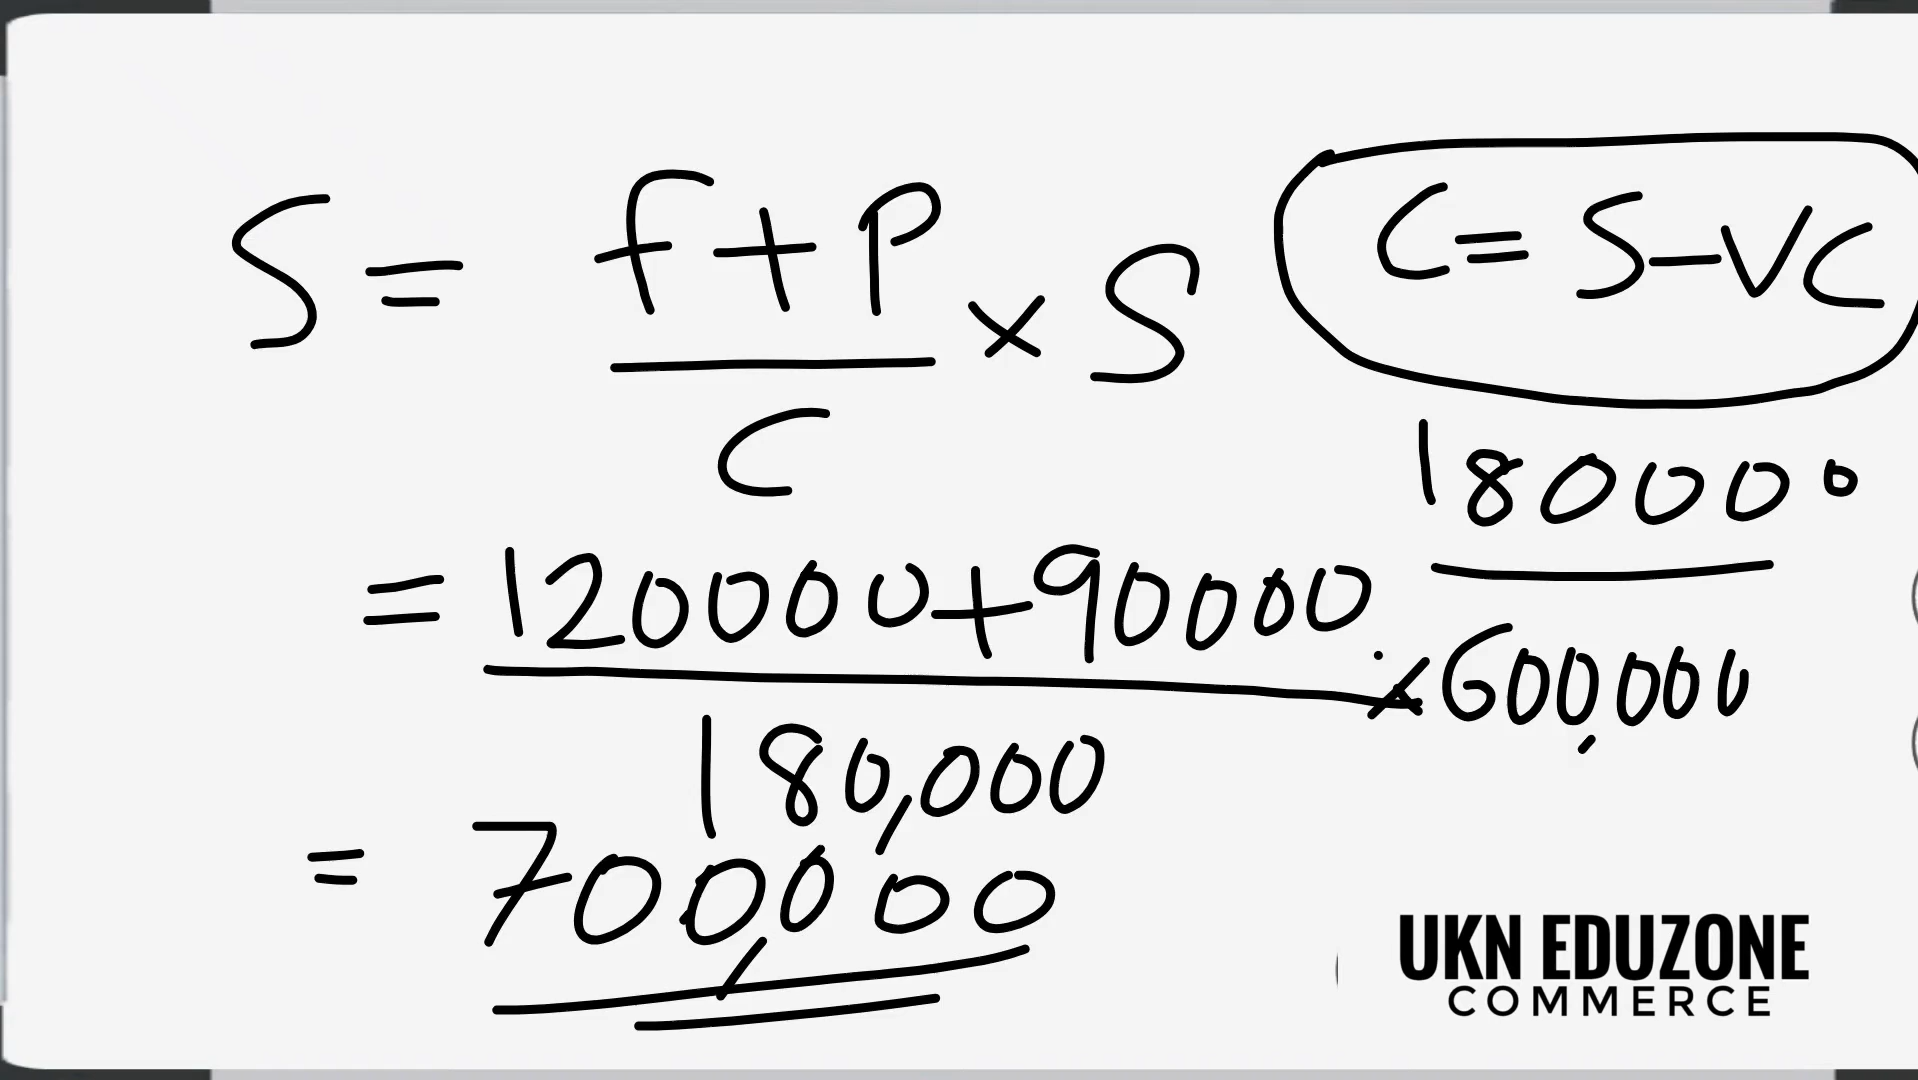 S = f+P / C × S
C = S-VC
180000
= 120000+90000 / 180,000 × 600,000
= 700,000
UKN EDUZONE
COMMERCE